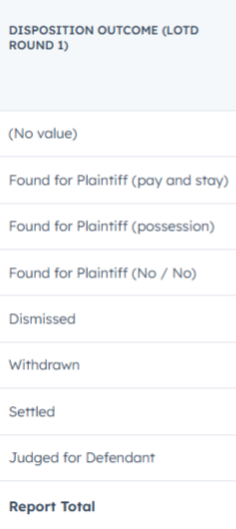 DISPOSITION OUTCOME (LOTD
ROUND 1)
(No value)
Found for Plaintiff (pay and stay)
Found for Plaintiff (possession)
Found for Plaintiff (No / No)
Dismissed
Withdrawn
Settled
Judged for Defendant
Report Total